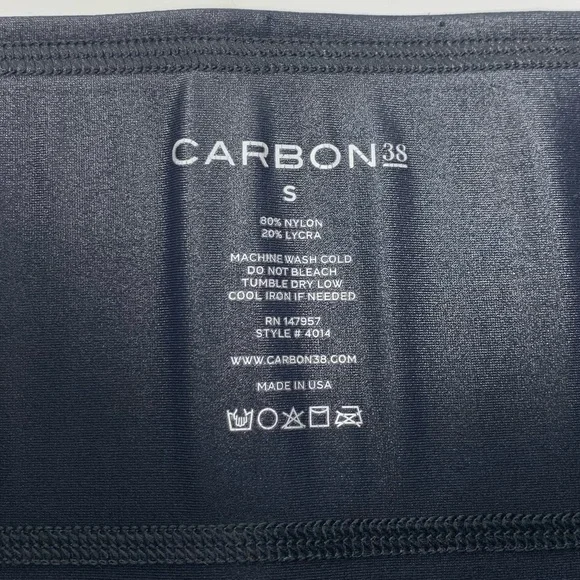 CARBON38
S
80% NYLON
20% LYCRA
MACHINE WASH COLD
DO NOT BLEACH
TUMBLE DRY LOW
COOL IRON IF NEEDED
RN 147957
STYLE # 4014
WWW.CARBON38.COM
MADE IN USA